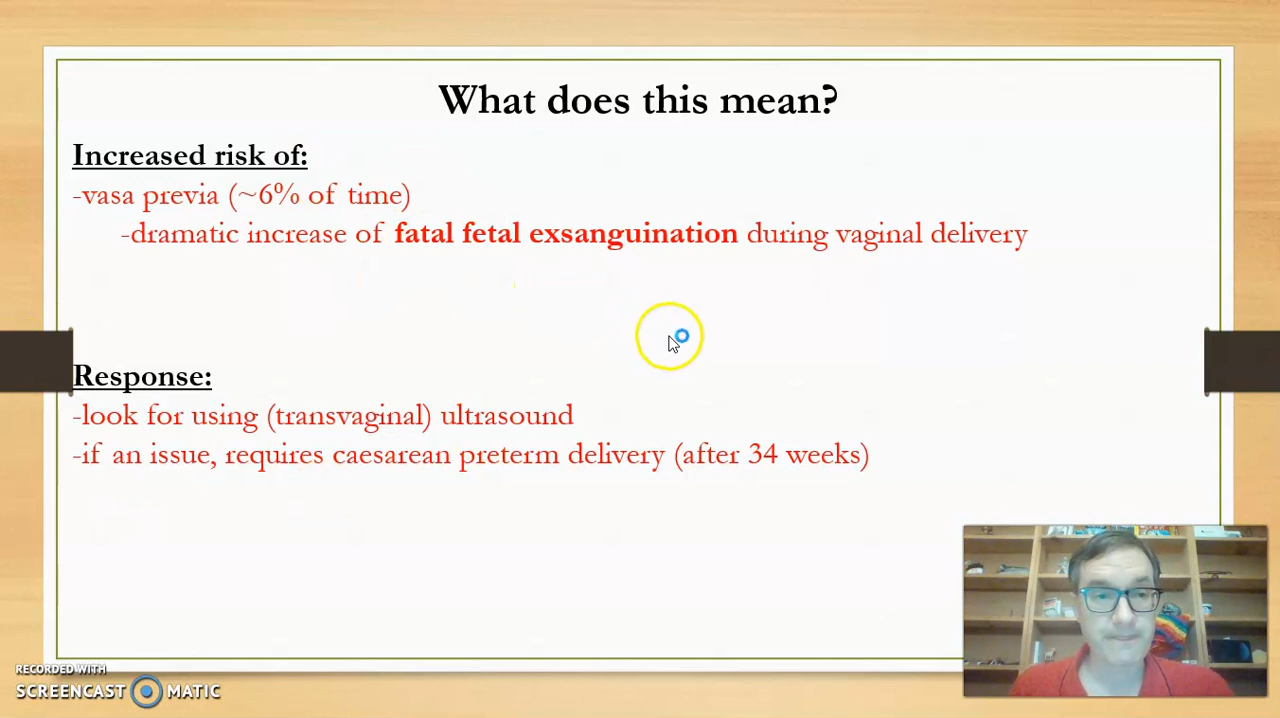 What does this mean?
Increased risk of:
-vasa previa (~6% of time)
-dramatic increase of fatal fetal exsanguination during vaginal delivery
Response:
-look for using (transvaginal) ultrasound
-if an issue, requires caesarean preterm delivery (after 34 weeks)
RECORDED WITH
SCREENCAST MATIC